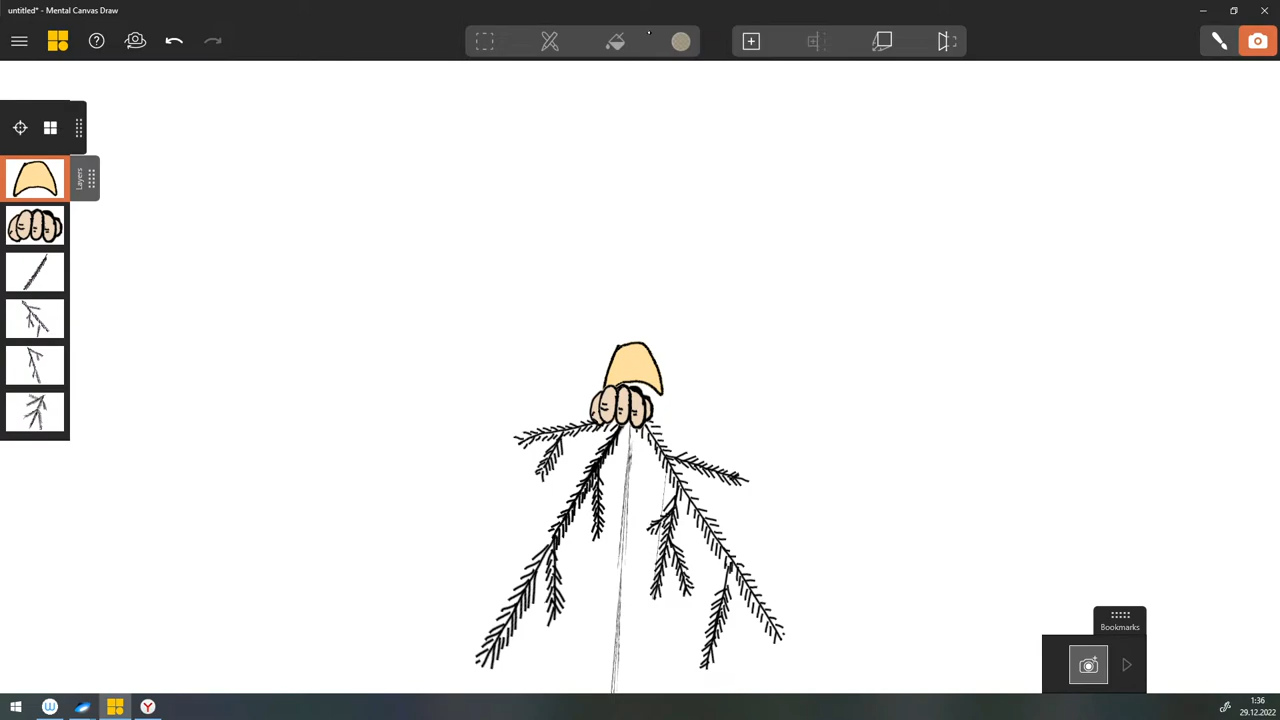 untitled* - Mental Canvas Draw
Layers
Bookmarks
1:36
29.12.2022